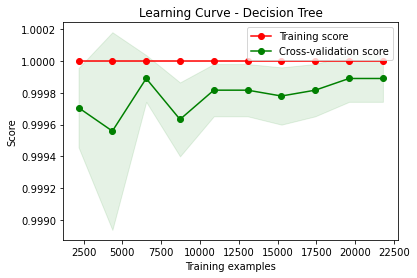 Learning Curve - Decision Tree
1.0002
1.0000
0.9998
0.9996
0.9994
0.9992
0.9990
Score
Training score
Cross-validation score
2500 5000 7500 10000 12500 15000 17500 20000 22500
Training examples